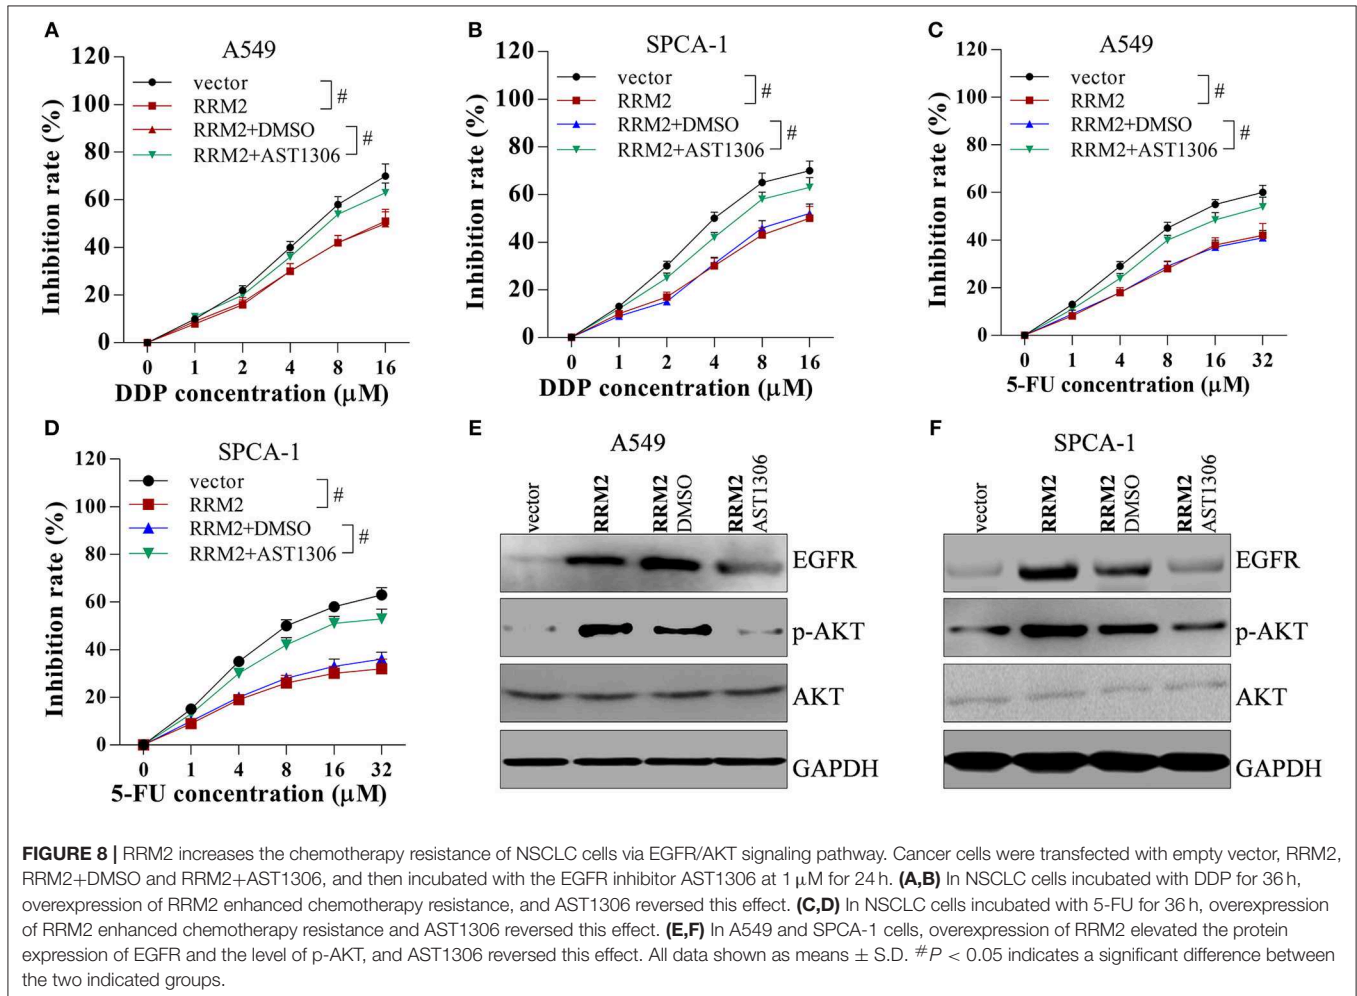 A
A549
120
100
80
60
40
20
0
Inhibition rate (%)
vector
RRM2
#
RRM2+DMSO
RRM2+AST1306
#
0 1 2 4 8 16
DDP concentration (μM)
B
SPCA-1
120
100
80
60
40
20
0
Inhibition rate (%)
vector
RRM2
#
RRM2+DMSO
RRM2+AST1306
#
0 1 2 4 8 16
DDP concentration (μM)
C
A549
120
100
80
60
40
20
0
Inhibition rate (%)
vector
RRM2
#
RRM2+DMSO
RRM2+AST1306
#
0 1 4 8 16 32
5-FU concentration (μM)
D
SPCA-1
120
100
80
60
40
20
0
Inhibition rate (%)
vector
RRM2
#
RRM2+DMSO
RRM2+AST1306
#
0 1 4 8 16 32
5-FU concentration (μM)
E
A549
vector
RRM2
RRM2
DMSO
RRM2
AST1306
EGFR
p-AKT
AKT
GAPDH
F
SPCA-1
vector
RRM2
RRM2
DMSO
RRM2
AST1306
EGFR
p-AKT
AKT
GAPDH
FIGURE 8 | RRM2 increases the chemotherapy resistance of NSCLC cells via EGFR/AKT signaling pathway. Cancer cells were transfected with empty vector, RRM2,
RRM2+DMSO and RRM2+AST1306, and then incubated with the EGFR inhibitor AST1306 at 1 μM for 24 h. (A,B) In NSCLC cells incubated with DDP for 36 h,
overexpression of RRM2 enhanced chemotherapy resistance, and AST1306 reversed this effect. (C,D) In NSCLC cells incubated with 5-FU for 36 h, overexpression
of RRM2 enhanced chemotherapy resistance and AST1306 reversed this effect. (E,F) In A549 and SPCA-1 cells, overexpression of RRM2 elevated the protein
expression of EGFR and the level of p-AKT, and AST1306 reversed this effect. All data shown as means ± S.D. #P < 0.05 indicates a significant difference between
the two indicated groups.